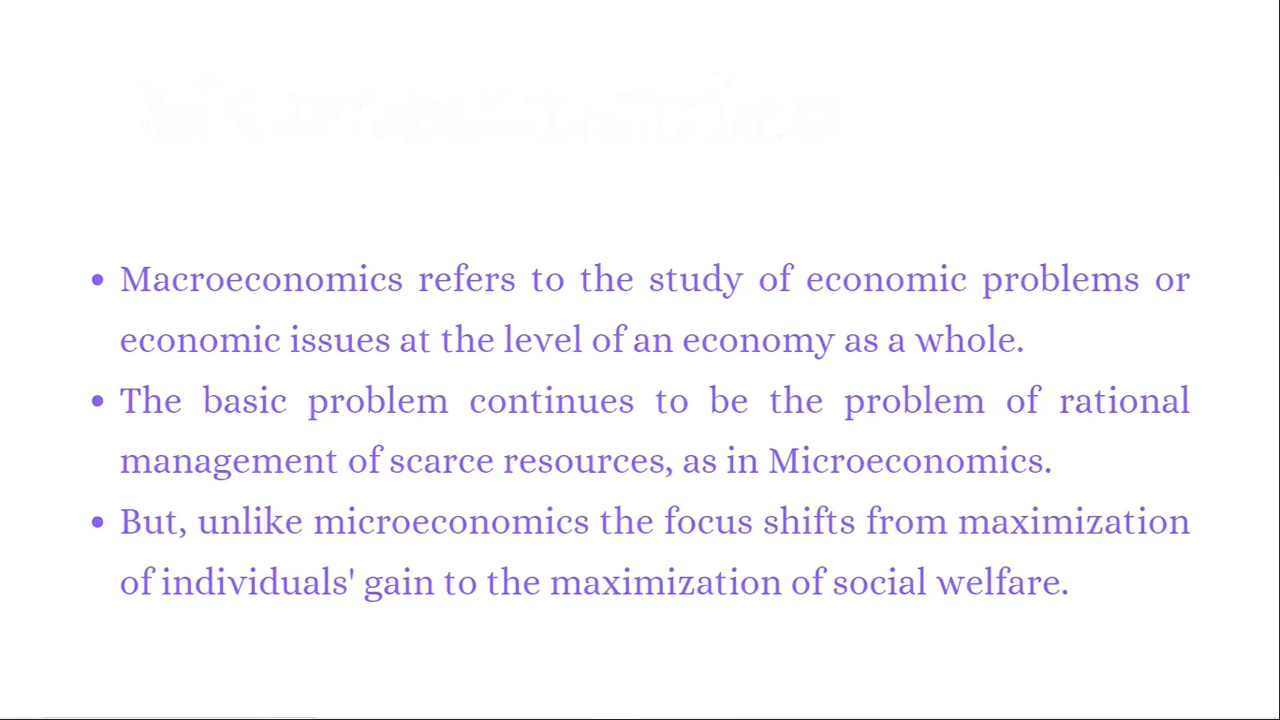 • Macroeconomics refers to the study of economic problems or
economic issues at the level of an economy as a whole.
• The basic problem continues to be the problem of rational
management of scarce resources, as in Microeconomics.
• But, unlike microeconomics the focus shifts from maximization
of individuals' gain to the maximization of social welfare.